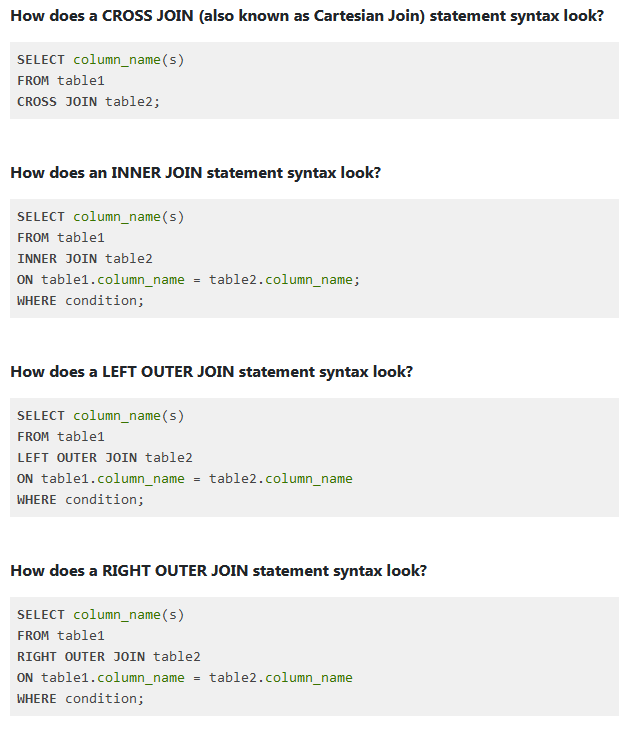 How does a CROSS JOIN (also known as Cartesian Join) statement syntax look?
SELECT column_name(s)
FROM table1
CROSS JOIN table2;
How does an INNER JOIN statement syntax look?
SELECT column_name(s)
FROM table1
INNER JOIN table2
ON table1.column_name = table2.column_name;
WHERE condition;
How does a LEFT OUTER JOIN statement syntax look?
SELECT column_name(s)
FROM table1
LEFT OUTER JOIN table2
ON table1.column_name = table2.column_name
WHERE condition;
How does a RIGHT OUTER JOIN statement syntax look?
SELECT column_name(s)
FROM table1
RIGHT OUTER JOIN table2
ON table1.column_name = table2.column_name
WHERE condition;